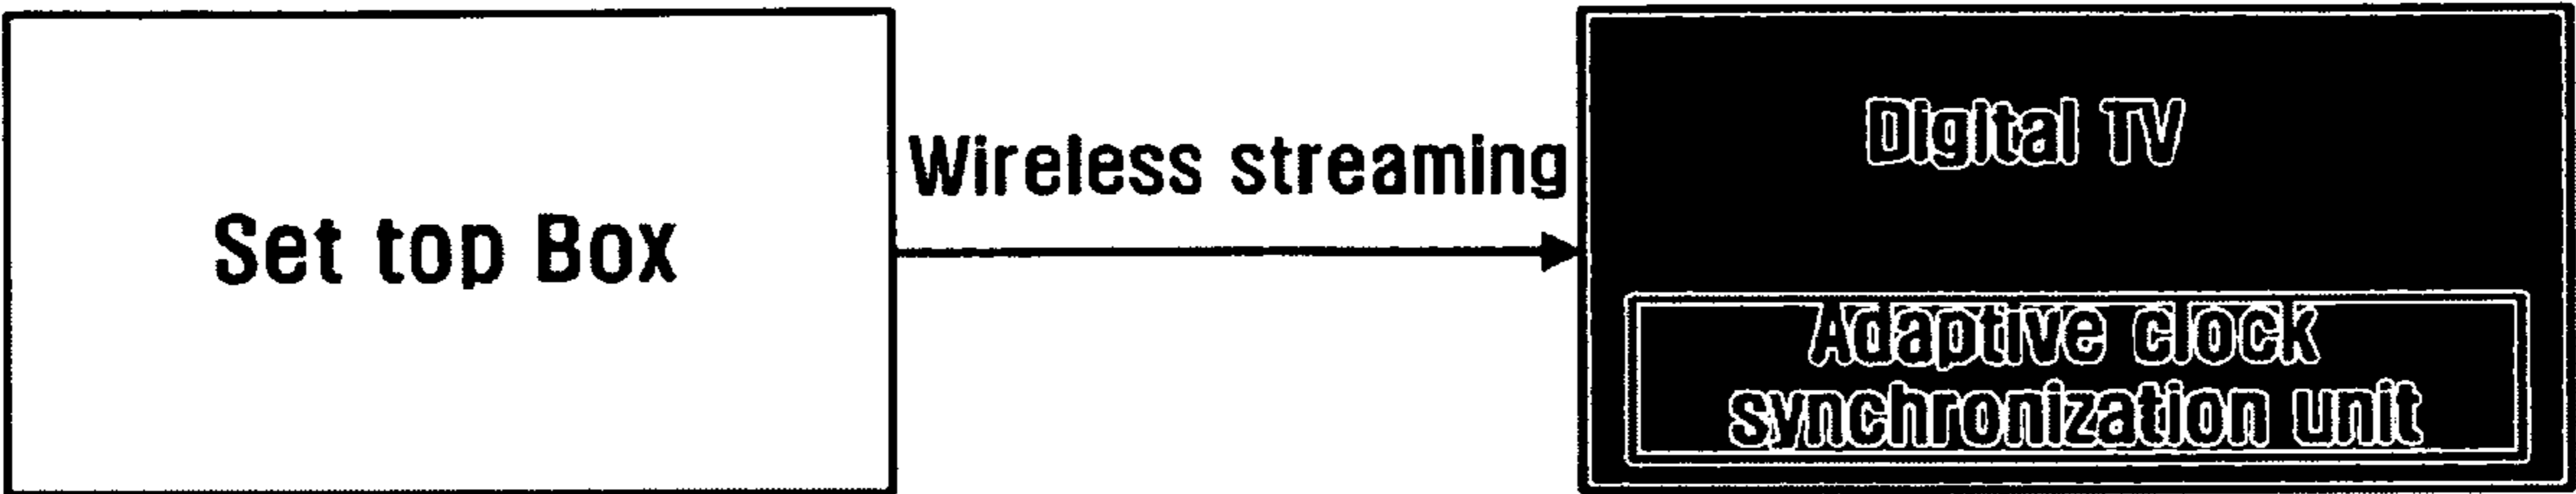 Set top Box
Wireless streaming
Digital TV
Adaptive clock
synchronization unit